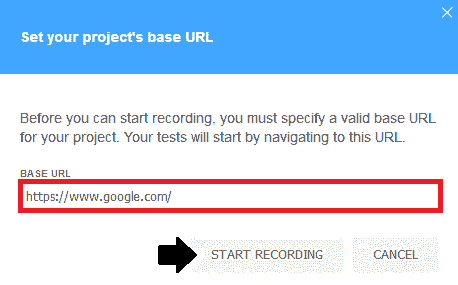 Set your project's base URL
Before you can start recording, you must specify a valid base URL
for your project. Your tests will start by navigating to this URL.
BASE URL
https://www.google.com/
START RECORDING CANCEL